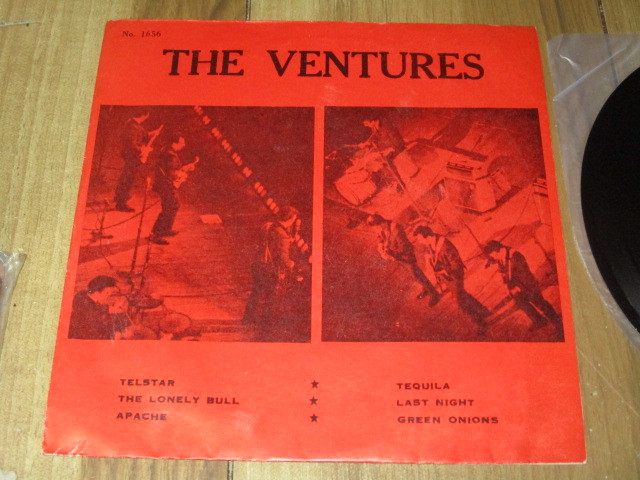 No. 1656
THE VENTURES
TELSTAR ★ TEQUILA
THE LONELY BULL ★ LAST NIGHT
APACHE ★ GREEN ONIONS